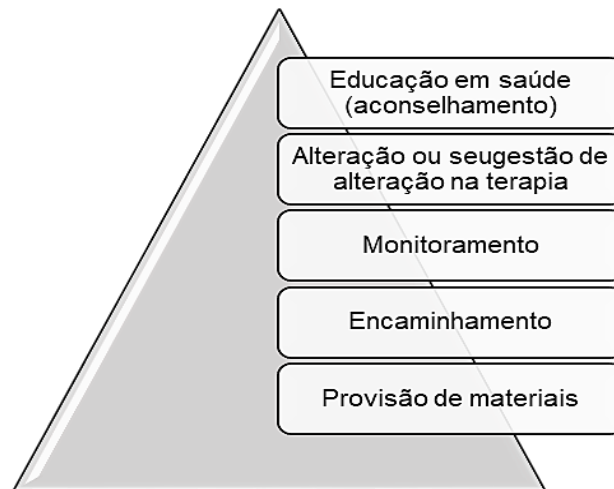 Educação em saúde
(aconselhamento)
Alteração ou seugestão de
alteração na terapia
Monitoramento
Encaminhamento
Provisão de materiais